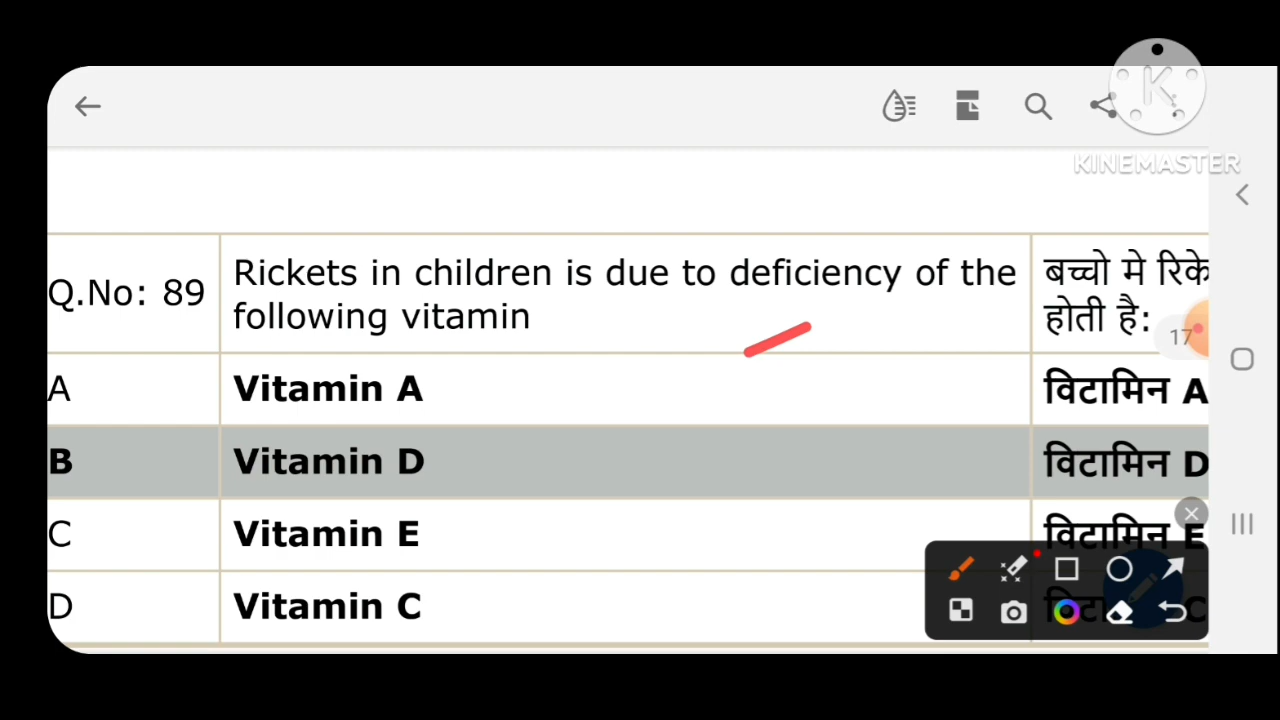 KINEMASTER
Q.No: 89
Rickets in children is due to deficiency of the
following vitamin
बच्चो मे रिके
होती है:
17
A
Vitamin A
विटामिन A
B
Vitamin D
विटामिन D
C
Vitamin E
विटामिन E
D
Vitamin C